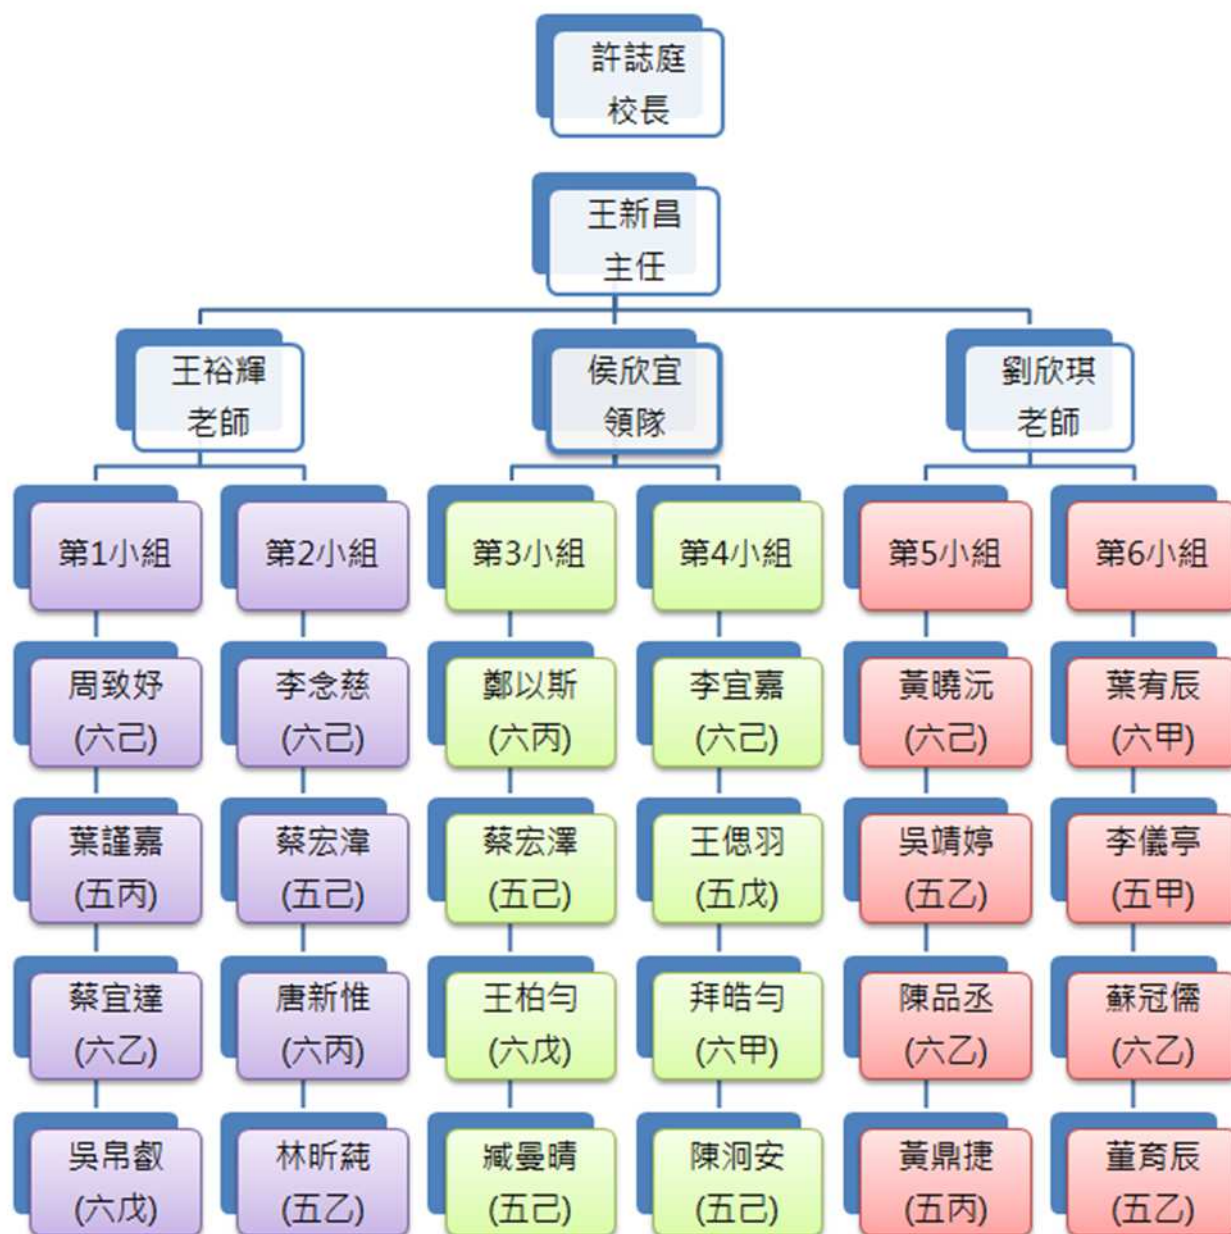 許誌庭
校長
王新昌
主任
王裕輝
老師
侯欣宜
領隊
劉欣琪
老師
第1小組
第2小組
第3小組
第4小組
第5小組
第6小組
周致妤
(六己)
李念慈
(六己)
鄭以斯
(六丙)
李宜嘉
(六己)
黃曉沅
(六己)
葉宥辰
(六甲)
葉謹嘉
(五丙)
蔡宏湋
(五己)
蔡宏澤
(五己)
王偲羽
(五戊)
吳靖婷
(五乙)
李儀亭
(五甲)
蔡宜達
(六乙)
唐新惟
(六丙)
王柏勻
(六戊)
拜皓勻
(六甲)
陳品丞
(六乙)
蘇冠儒
(六乙)
吳帛叡
(六戊)
林昕蒓
(五乙)
臧曼晴
(五己)
陳泂安
(五己)
黃鼎捷
(五丙)
董育辰
(五乙)